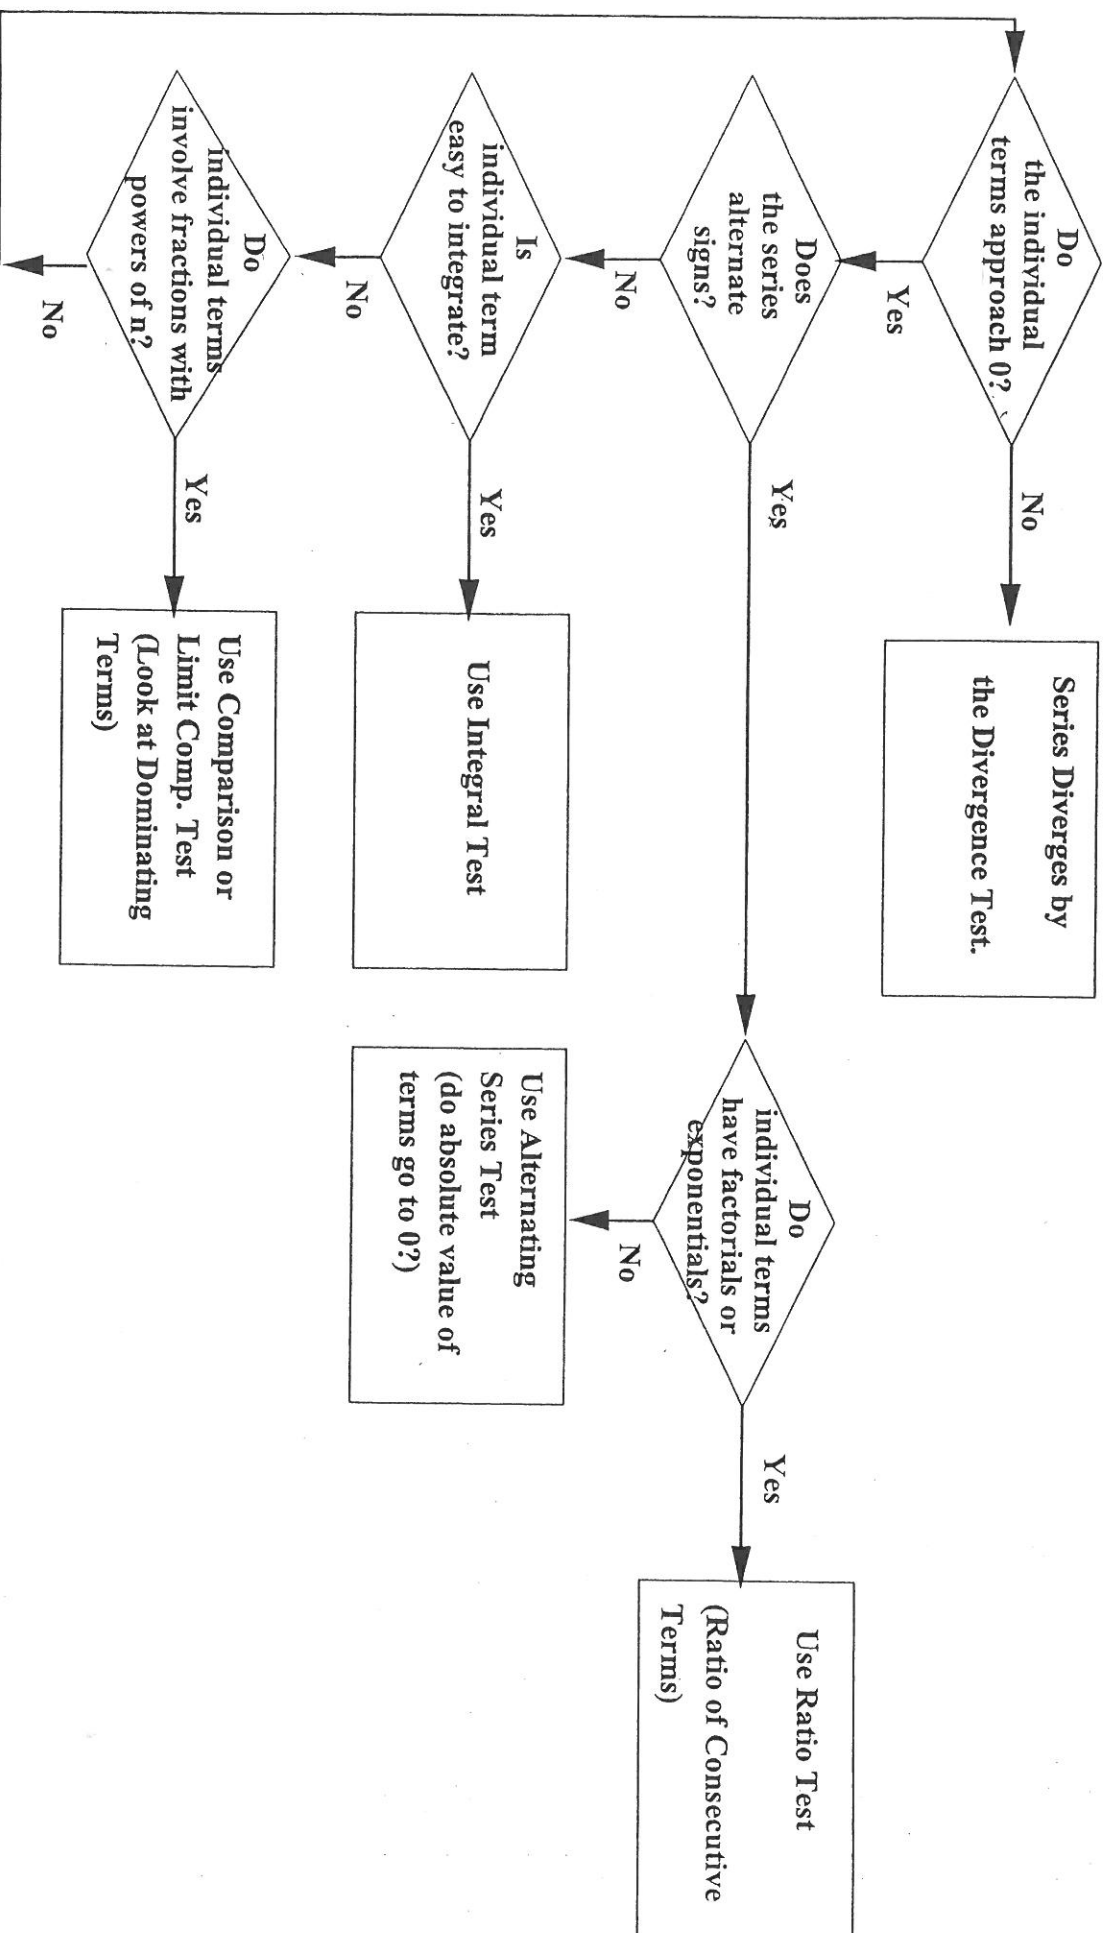 Do
the individual
terms approach 0?
No
Series Diverges by
the Divergence Test.
Yes
Does
the series
alternate
signs?
Yes
Do
individual terms
have factorials or
exponentials?
Yes
Use Ratio Test
(Ratio of Consecutive
Terms)
No
Use Alternating
Series Test
(do absolute value of
terms go to 0?)
No
Is
individual term
easy to integrate?
Yes
Use Integral Test
No
Do
individual terms
involve fractions with
powers of n?
Yes
Use Comparison or
Limit Comp. Test
(Look at Dominating
Terms)
No